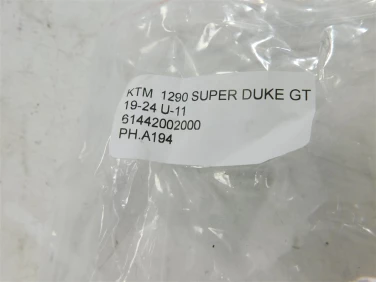 KTM 1290 SUPER DUKE GT
19-24 U-11
61442002000
PH.A194